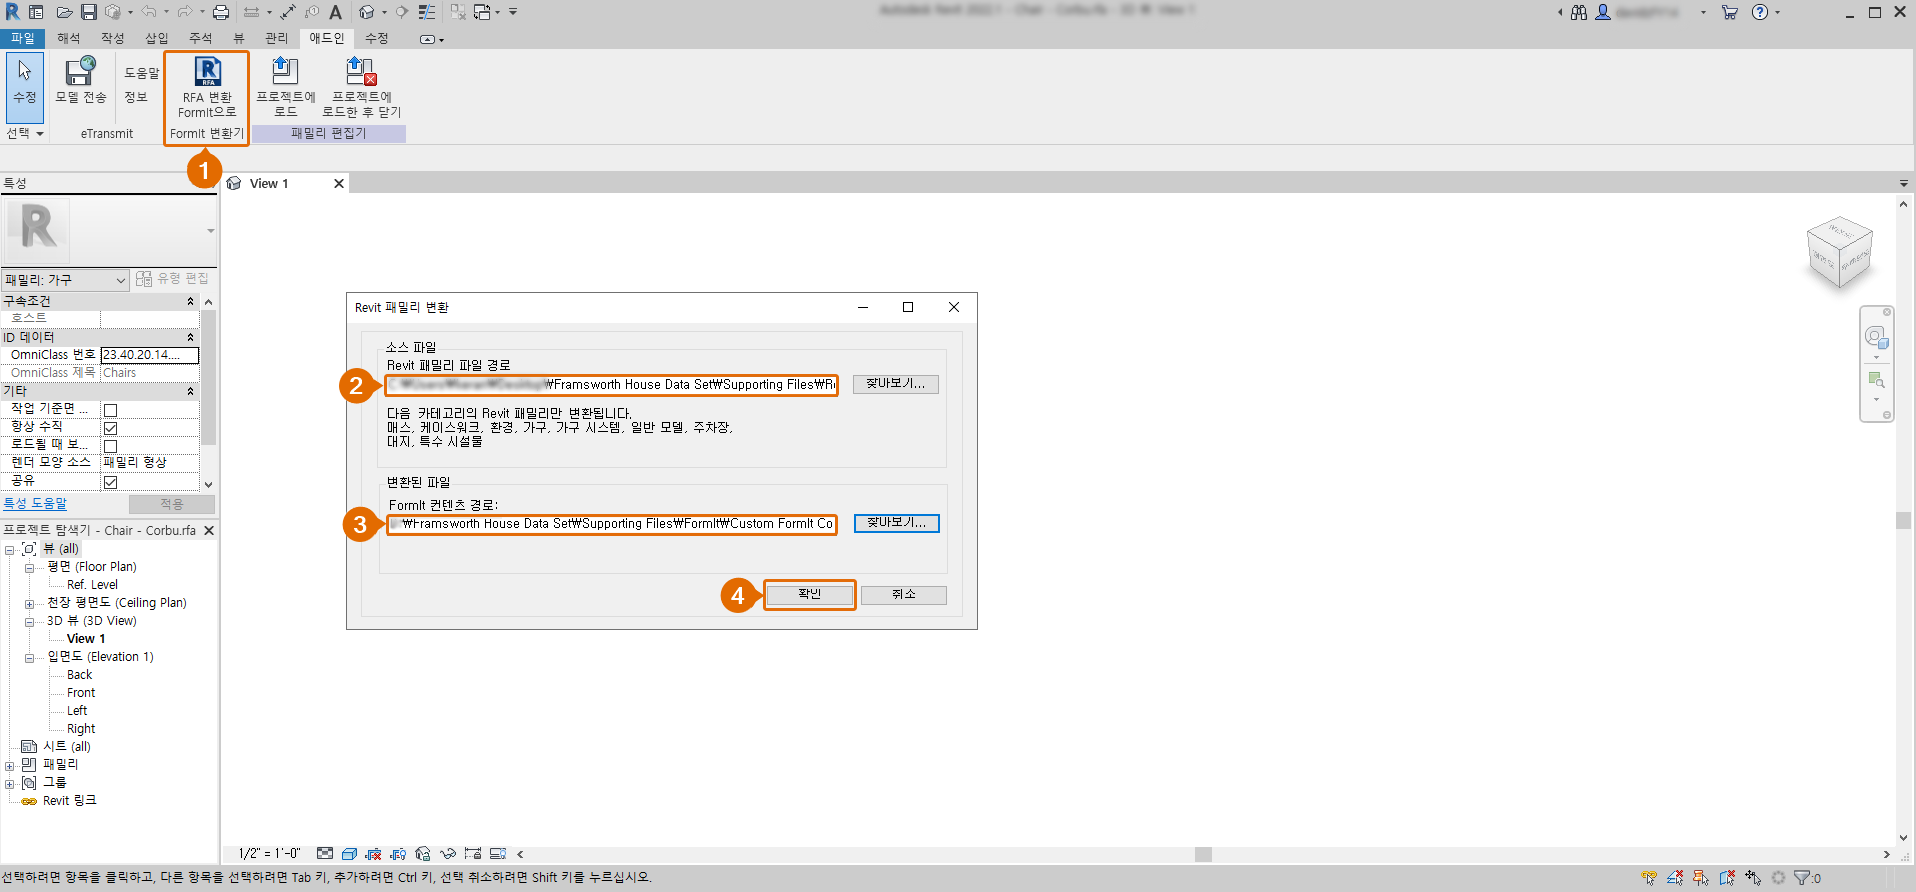 파일 해석 작성 삽입 주석 뷰 관리 애드인 수정
수정
모델 전송
도움말
정보
RFA
RFA 변환
FormIt으로
프로젝트에
로드
프로젝트에
로드한 후 닫기
선택
eTransmit
FormIt 변환기
패밀리 편집기
1
특성
View 1
R
패밀리: 가구
유형 편집
구속조건
호스트
ID 데이터
OmniClass 번호 23.40.20.14....
OmniClass 제목 Chairs
기타
작업 기준면 ...
항상 수직
로드될 때 보...
렌더 모양 소스 패밀리 형상
공유
특성 도움말
적용
프로젝트 탐색기 - Chair - Corbu.rfa
뷰 (all)
평면 (Floor Plan)
Ref. Level
천장 평면도 (Ceiling Plan)
3D 뷰 (3D View)
View 1
입면도 (Elevation 1)
Back
Front
Left
Right
시트 (all)
패밀리
그룹
Revit 링크
Revit 패밀리 변환
소스 파일
Revit 패밀리 파일 경로
2
₩Framsworth House Data Set₩Supporting Files₩Re
찾아보기...
다음 카테고리의 Revit 패밀리만 변환됩니다.
매스, 케이스워크, 환경, 가구, 가구 시스템, 일반 모델, 주차장,
대지, 특수 시설물
변환된 파일
FormIt 컨텐츠 경로:
3
₩Framsworth House Data Set₩Supporting Files₩FormIt₩Custom FormIt Co
찾아보기...
4
확인
취소
1/2" = 1'-0"
선택하려면 항목을 클릭하고, 다른 항목을 선택하려면 Tab 키, 추가하려면 Ctrl 키, 선택 취소하려면 Shift 키를 누르십시오.
:0